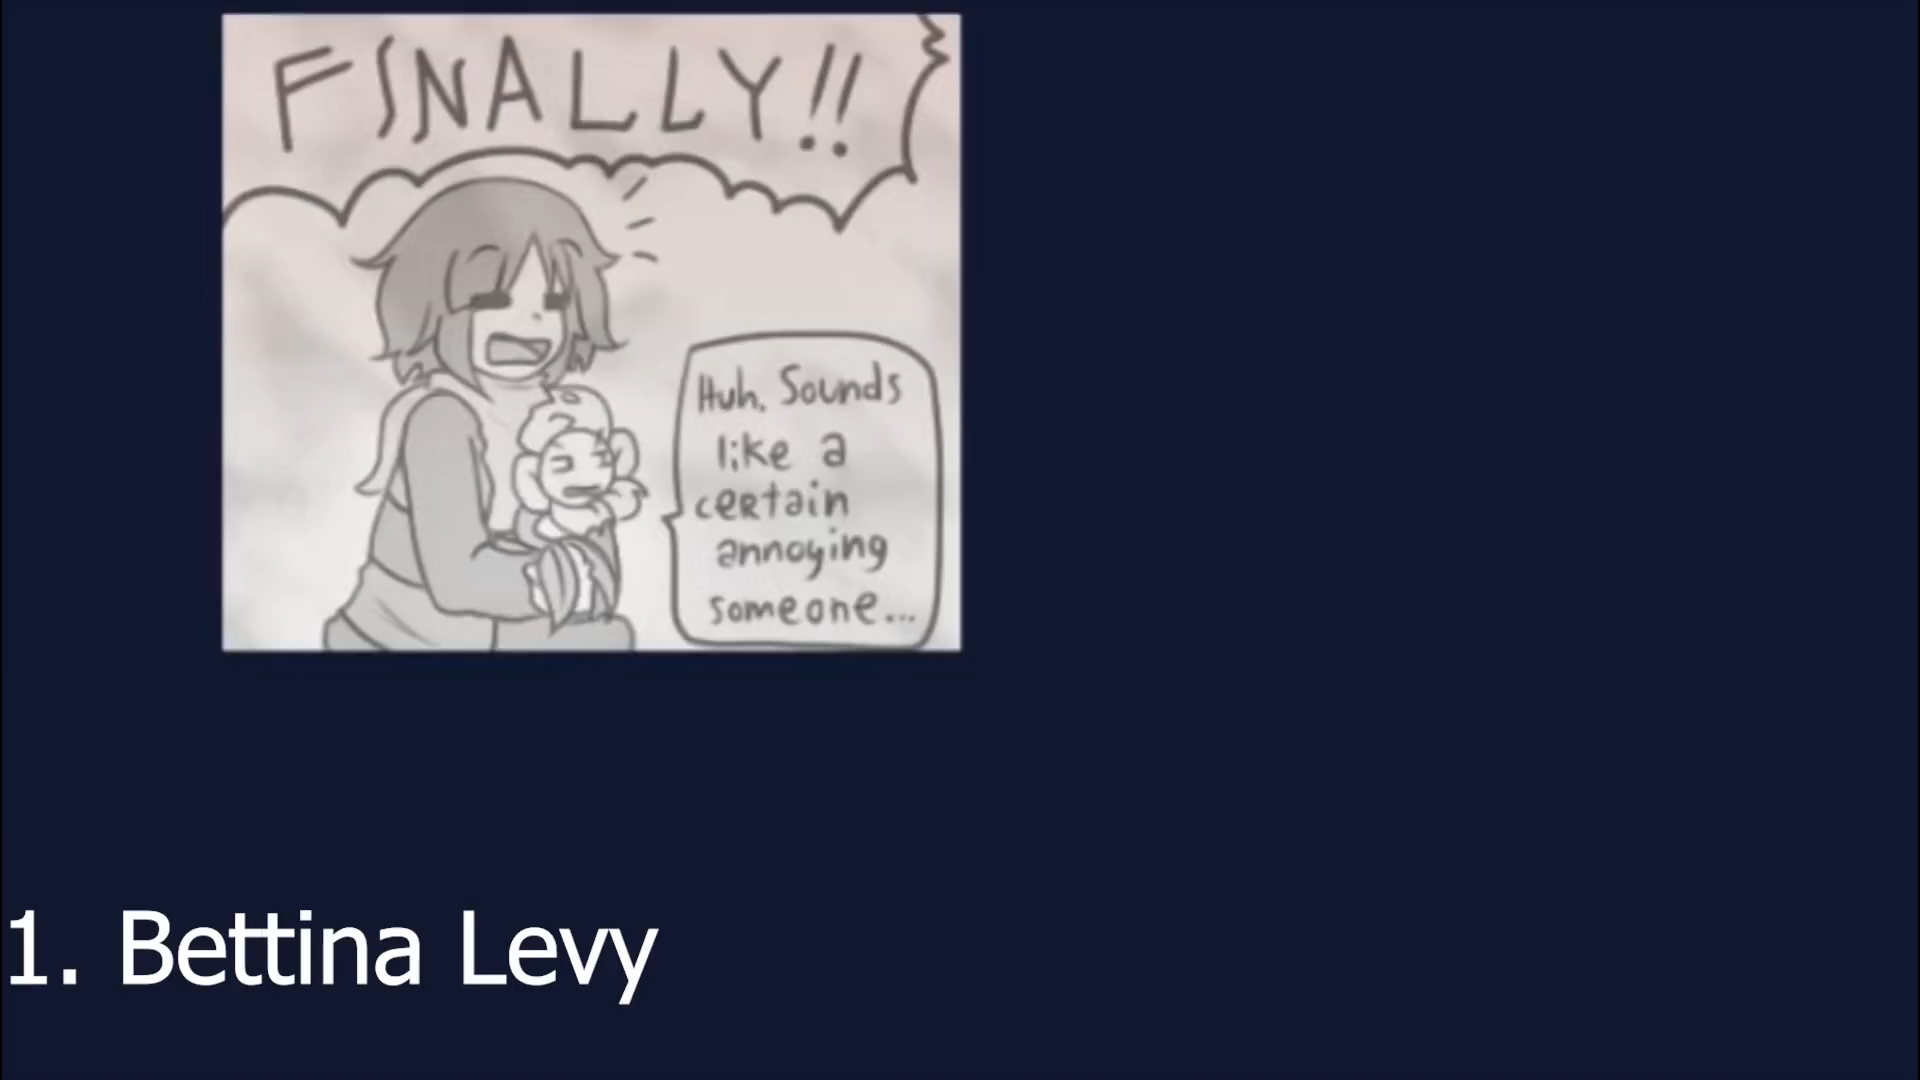 FINALLY!!
Huh. Sounds
like a
certain
annoying
someone...
1. Bettina Levy